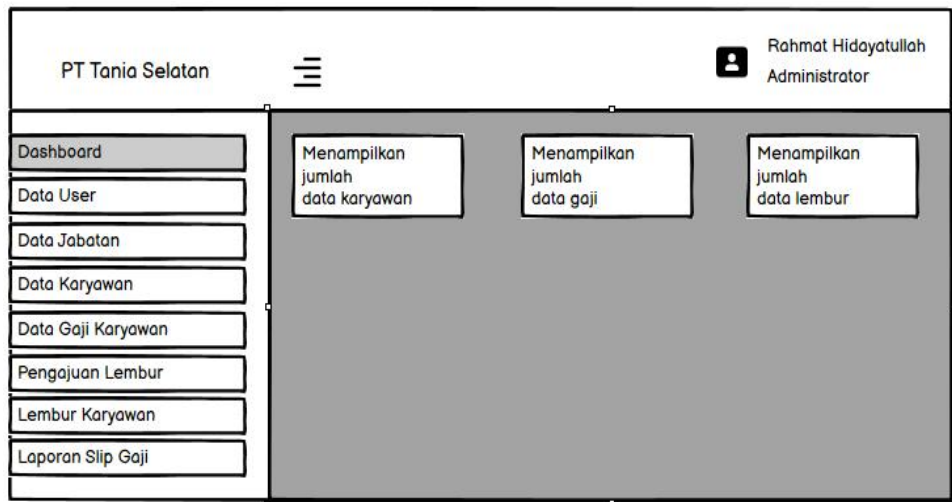 PT Tania Selatan
Rahmat Hidayatullah
Administrator
Dashboard
Data User
Data Jabatan
Data Karyawan
Data Gaji Karyawan
Pengajuan Lembur
Lembur Karyawan
Laporan Slip Gaji
Menampilkan
jumlah
data karyawan
Menampilkan
jumlah
data gaji
Menampilkan
jumlah
data lembur